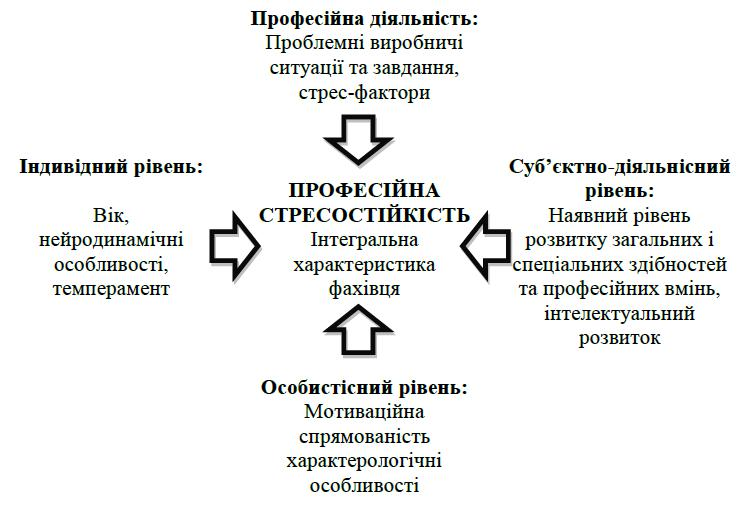 Професійна діяльність:
Проблемні виробничі
ситуації та завдання,
стрес-фактори
Індивідний рівень:
Вік,
нейродинамічні
особливості,
темперамент
ПРОФЕСІЙНА
СТРЕСОСТІЙКІСТЬ
Інтегральна
характеристика
фахівця
Суб’єктно-діяльнісний
рівень:
Наявний рівень
розвитку загальних і
спеціальних здібностей
та професійних вмінь,
інтелектуальний
розвиток
Особистісний рівень:
Мотиваційна
спрямованість
характерологічні
особливості